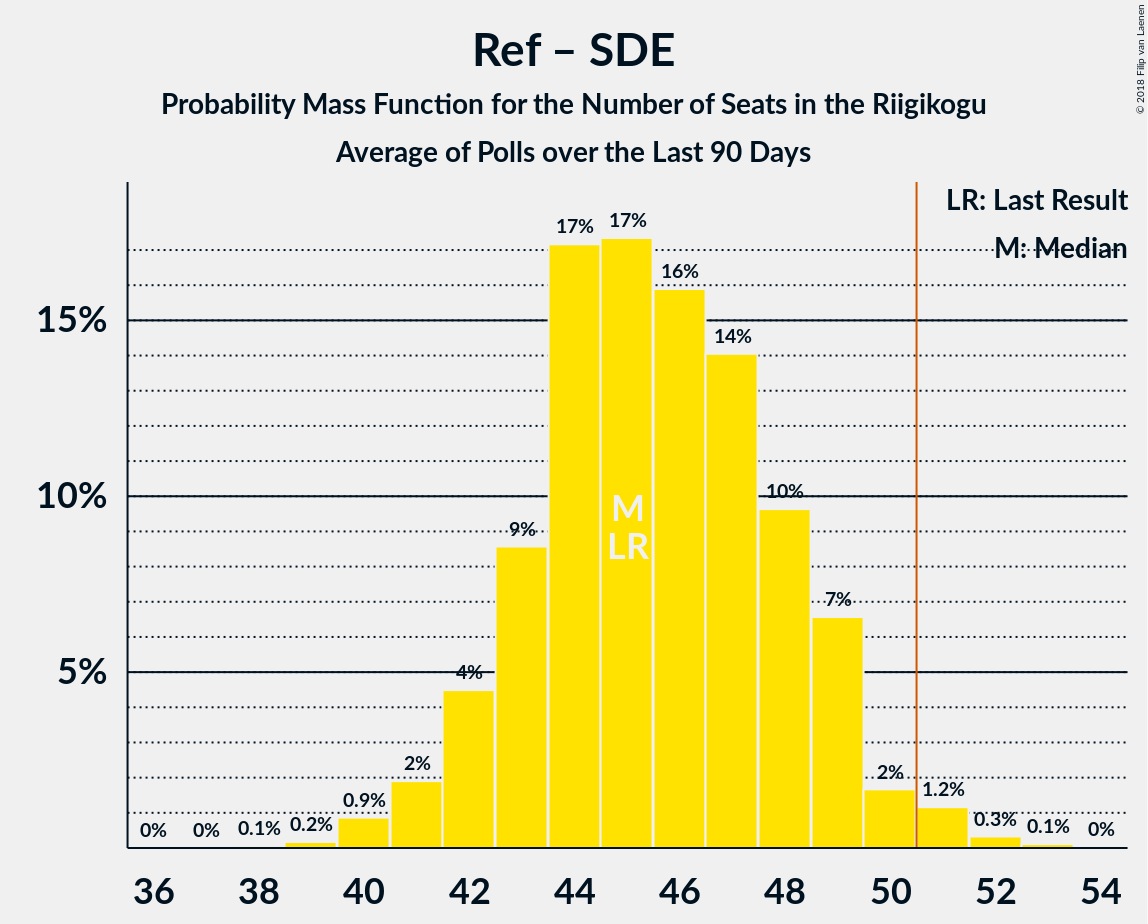 Ref – SDE
Probability Mass Function for the Number of Seats in the Riigikogu
Average of Polls over the Last 90 Days
© 2018 Filip van Laenen
LR: Last Result
M: Median
15%
10%
5%
0% 0% 0.1% 0.2% 0.9% 2% 4% 9% 17% 17% 16% 14% 10% 7% 2% 1.2% 0.3% 0.1% 0%
M
LR
36 38 40 42 44 46 48 50 52 54